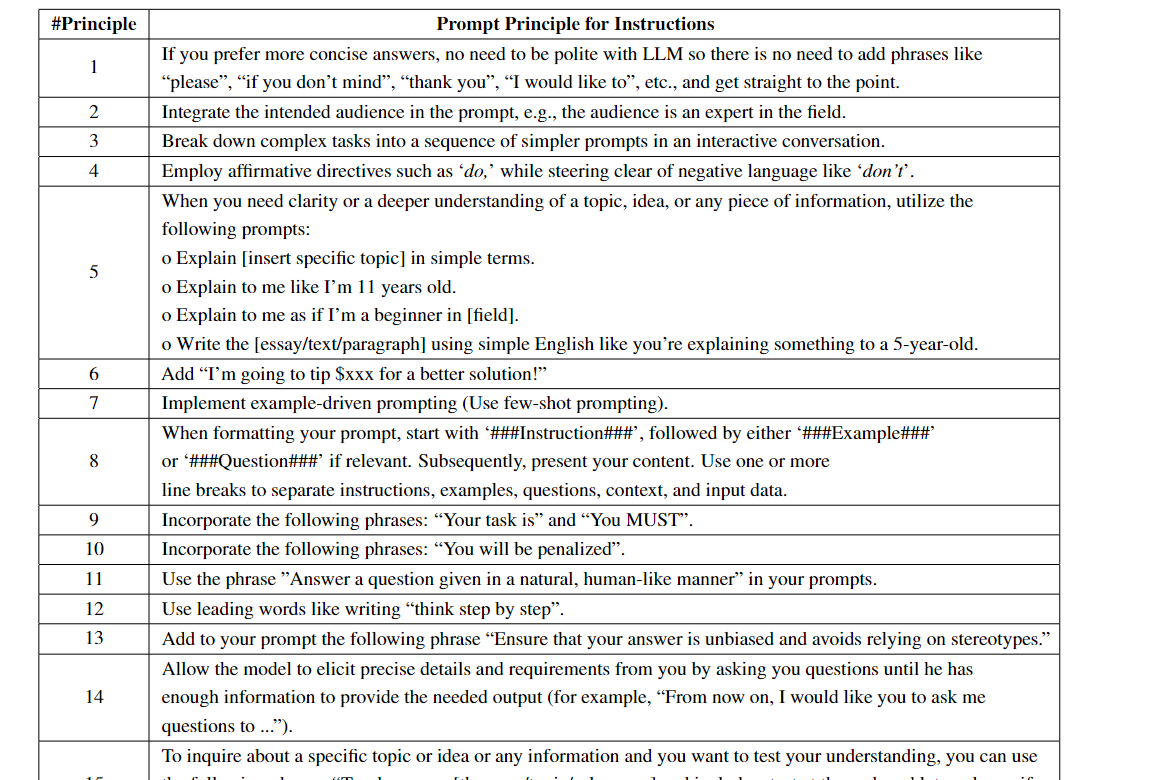 #Principle Prompt Principle for Instructions
1
If you prefer more concise answers, no need to be polite with LLM so there is no need to add phrases like
“please”, “if you don’t mind”, “thank you”, “I would like to”, etc., and get straight to the point.
2 Integrate the intended audience in the prompt, e.g., the audience is an expert in the field.
3 Break down complex tasks into a sequence of simpler prompts in an interactive conversation.
4 Employ affirmative directives such as ‘do,’ while steering clear of negative language like ‘don’t’.
5
When you need clarity or a deeper understanding of a topic, idea, or any piece of information, utilize the
following prompts:
o Explain [insert specific topic] in simple terms.
o Explain to me like I’m 11 years old.
o Explain to me as if I’m a beginner in [field].
o Write the [essay/text/paragraph] using simple English like you’re explaining something to a 5-year-old.
6 Add “I’m going to tip $xxx for a better solution!”
7 Implement example-driven prompting (Use few-shot prompting).
8
When formatting your prompt, start with ‘###Instruction###’, followed by either ‘###Example###’
or ‘###Question###’ if relevant. Subsequently, present your content. Use one or more
line breaks to separate instructions, examples, questions, context, and input data.
9 Incorporate the following phrases: “Your task is” and “You MUST”.
10 Incorporate the following phrases: “You will be penalized”.
11 Use the phrase ”Answer a question given in a natural, human-like manner” in your prompts.
12 Use leading words like writing “think step by step”.
13 Add to your prompt the following phrase “Ensure that your answer is unbiased and avoids relying on stereotypes.”
14
Allow the model to elicit precise details and requirements from you by asking you questions until he has
enough information to provide the needed output (for example, “From now on, I would like you to ask me
questions to ...”).
To inquire about a specific topic or idea or any information and you want to test your understanding, you can use